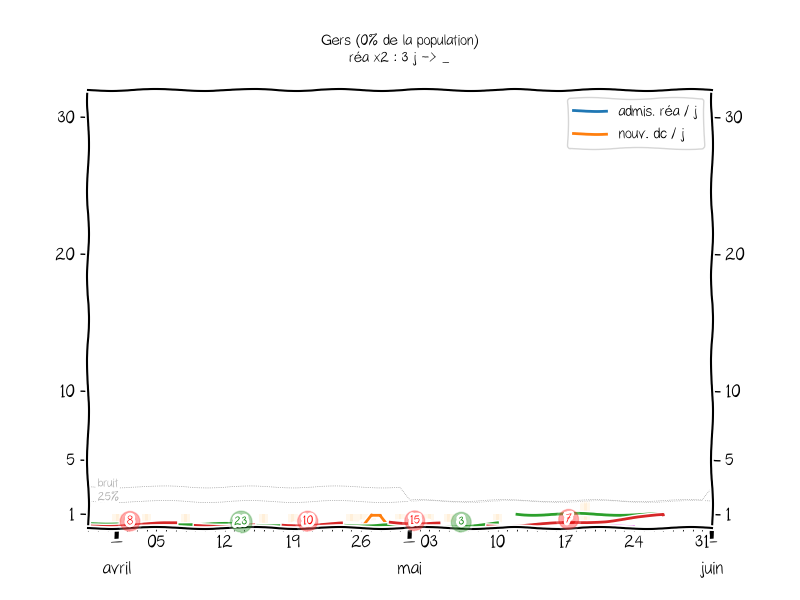 Gers (0% de la population)
réa x2 : 3 j -> _
admis. réa / j
nouv. dc / j
30 30
20 20
10 10
5 5
bruit
25%
1 8 23 10 15 3 7 1
05 12 19 26 03 10 17 24 31
avril mai juin